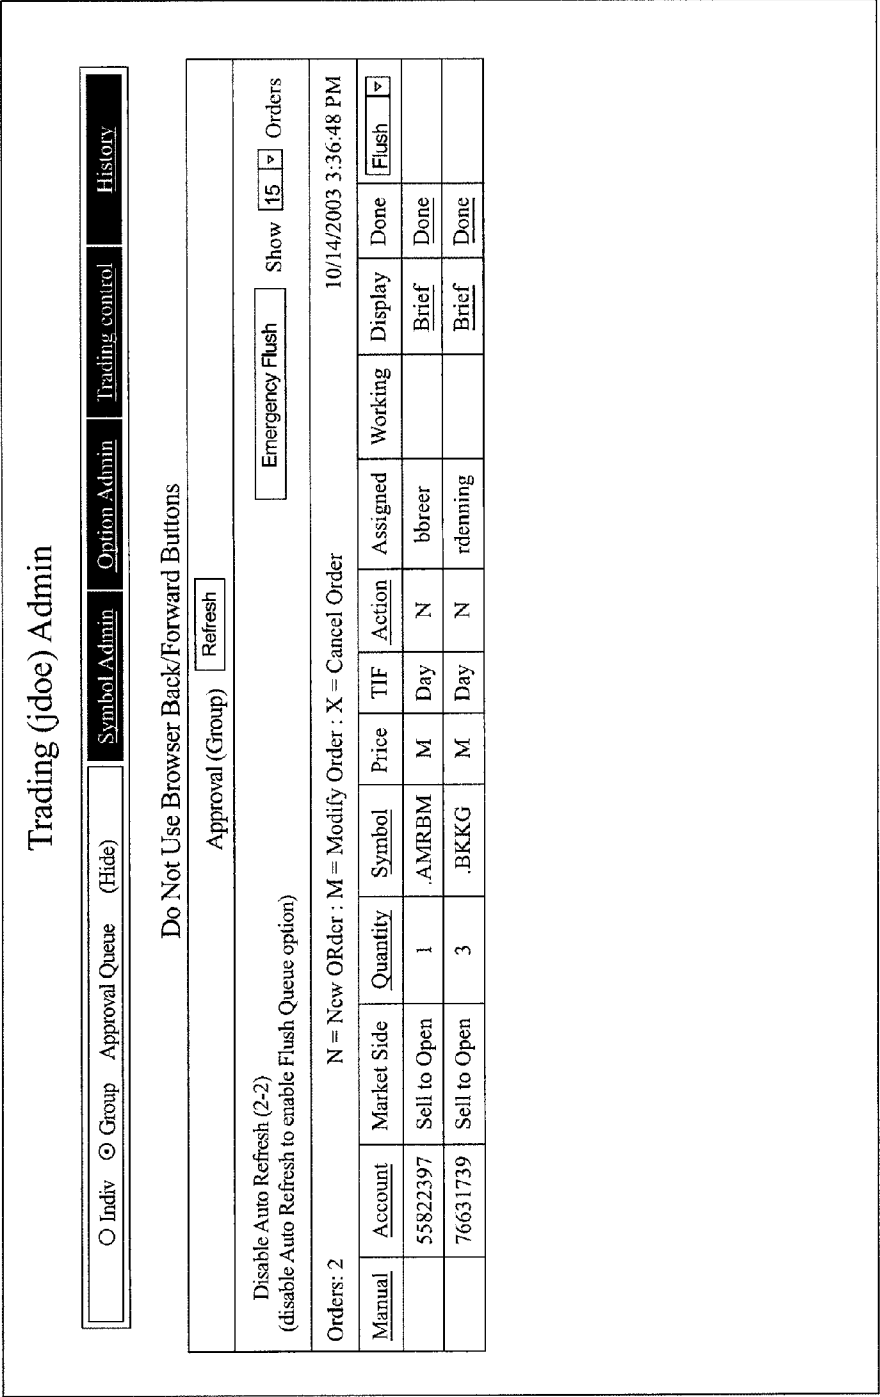 Trading (jdoe) Admin
Indiv Group Approval Queue (Hide) Symbol Admin Option Admin Trading control History
Do Not Use Browser Back/Forward Buttons
Approval (Group) Refresh
Disable Auto Refresh (2-2) Emergency Flush Show 15 Orders
(disable Auto Refresh to enable Flush Queue option)
Orders: 2 N = New ORder : M = Modify Order : X = Cancel Order 10/14/2003 3:36:48 PM
Manual Account Market Side Quantity Symbol Price TIF Action Assigned Working Display Done Flush
55822397 Sell to Open 1 .AMRBM M Day N bbreer Brief Done
76631739 Sell to Open 3 .BKKG M Day N rdenning Brief Done